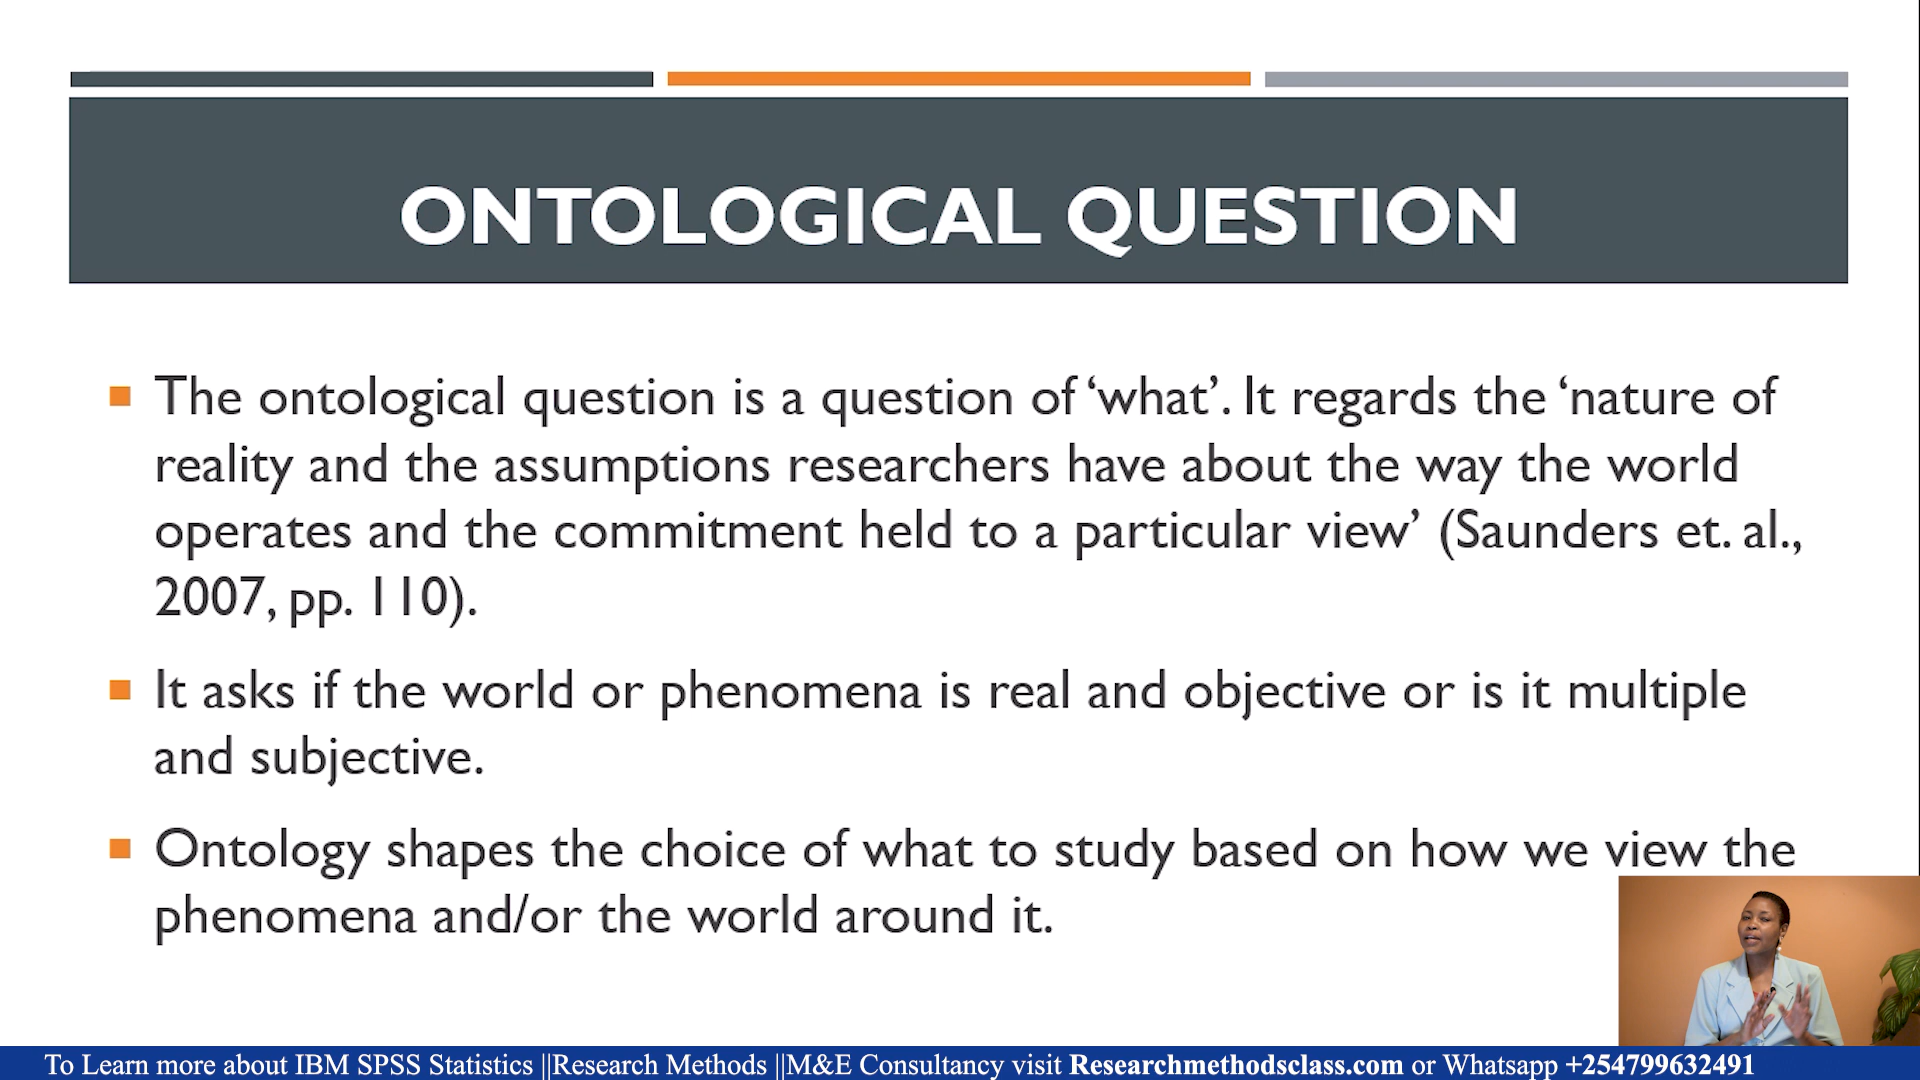 ONTOLOGICAL QUESTION
The ontological question is a question of ‘what’. It regards the ‘nature of
reality and the assumptions researchers have about the way the world
operates and the commitment held to a particular view’ (Saunders et. al.,
2007, pp. 110).
It asks if the world or phenomena is real and objective or is it multiple
and subjective.
Ontology shapes the choice of what to study based on how we view the
phenomena and/or the world around it.
To Learn more about IBM SPSS Statistics ||Research Methods ||M&E Consultancy visit Researchmethodsclass.com or Whatsapp +254799632491